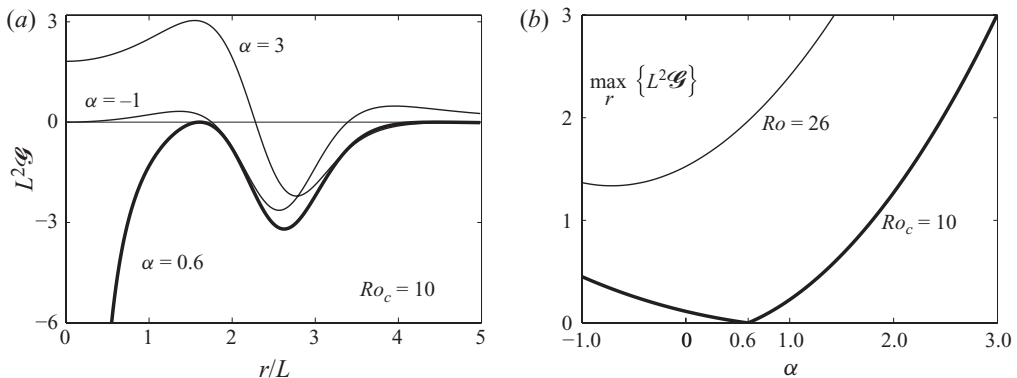 (a)
3
0
−3
−6
L²𝒢
α = 3
α = –1
α = 0.6
Ro_c = 10
0 1 2 3 4 5
r/L
(b)
3
2
1
0
max {L²𝒢}
r
Ro = 26
Ro_c = 10
−1.0 0 0.6 1.0 2.0 3.0
α